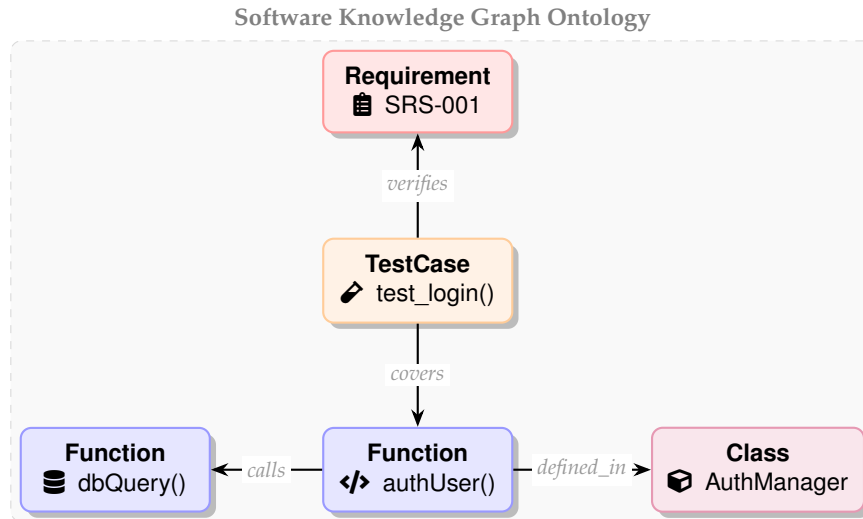 Software Knowledge Graph Ontology
Requirement
SRS-001
verifies
TestCase
test_login()
covers
Function
dbQuery()
calls
Function
authUser()
defined_in
Class
AuthManager